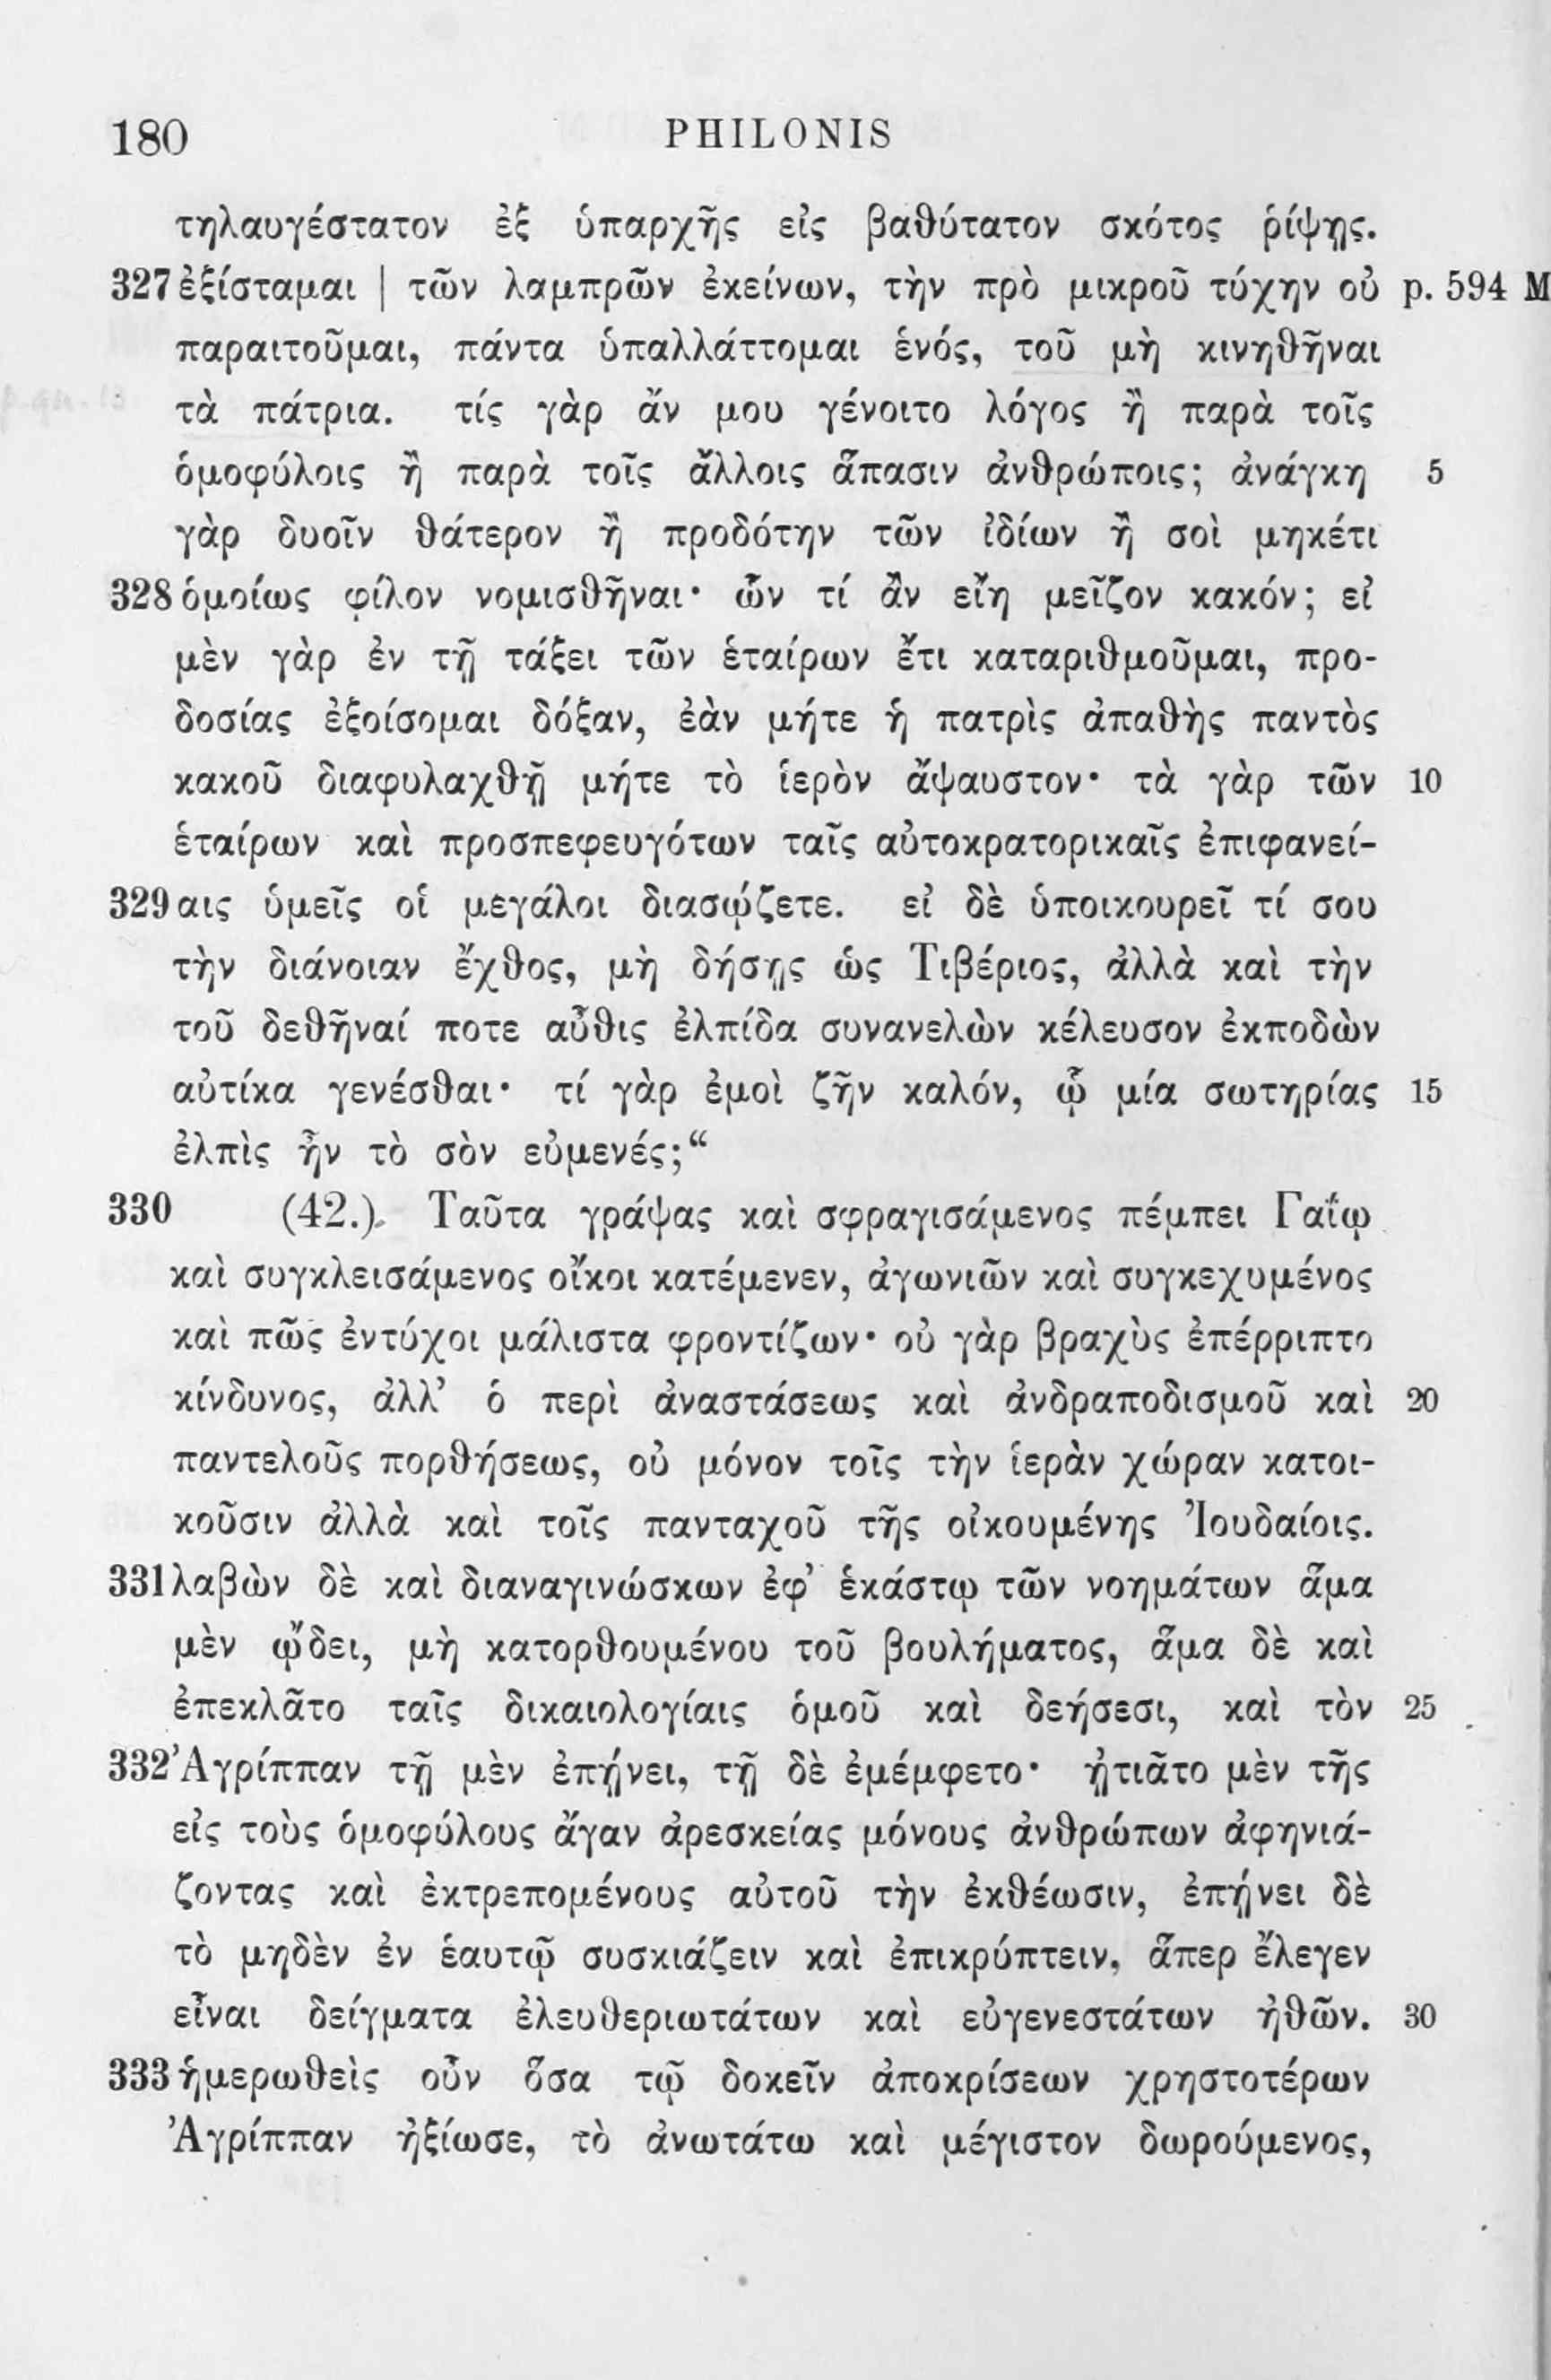 180 PHILONIS
τηλαυγέστατον ἐξ ὑπαρχῆς εἰς βαθύτατον σκότος ῥίψῃς.
327 ἐξίσταμαι | τῶν λαμπρῶν ἐκείνων, τὴν πρὸ μικροῦ τύχην οὐ p. 594 M
παραιτοῦμαι, πάντα ὑπαλλάττομαι ἑνός, τοῦ μὴ κινηθῆναι
τὰ πάτρια. τίς γὰρ ἄν μου γένοιτο λόγος ἢ παρὰ τοῖς
ὁμοφύλοις ἢ παρὰ τοῖς ἄλλοις ἅπασιν ἀνθρώποις; ἀνάγκη 5
γὰρ δυοῖν θάτερον ἢ προδότην τῶν ἰδίων ἢ σοὶ μηκέτι
328 ὁμοίως φίλον νομισθῆναι· ὧν τί ἂν εἴη μεῖζον κακόν; εἰ
μὲν γὰρ ἐν τῇ τάξει τῶν ἑταίρων ἔτι καταριθμοῦμαι, προ-
δοσίας ἐξοίσομαι δόξαν, ἐὰν μήτε ἡ πατρὶς ἀπαθὴς παντὸς
κακοῦ διαφυλαχθῇ μήτε τὸ ἱερὸν ἄψαυστον· τὰ γὰρ τῶν 10
ἑταίρων καὶ προσπεφευγότων ταῖς αὐτοκρατορικαῖς ἐπιφανεί-
329 αις ὑμεῖς οἱ μεγάλοι διασῴζετε. εἰ δὲ ὑποικουρεῖ τί σου
τὴν διάνοιαν ἔχθος, μὴ δήσῃς ὡς Τιβέριος, ἀλλὰ καὶ τὴν
τοῦ δεθῆναί ποτε αὖθις ἐλπίδα συνανελὼν κέλευσον ἐκποδὼν
αὐτίκα γενέσθαι· τί γὰρ ἐμοὶ ζῆν καλόν, ᾧ μία σωτηρίας 15
ἐλπὶς ἦν τὸ σὸν εὐμενές;“
330 (42.) Ταῦτα γράψας καὶ σφραγισάμενος πέμπει Γαΐῳ
καὶ συγκλεισάμενος οἴκοι κατέμενεν, ἀγωνιῶν καὶ συγκεχυμένος
καὶ πῶς ἐντύχοι μάλιστα φροντίζων· οὐ γὰρ βραχὺς ἐπέρριπτο
κίνδυνος, ἀλλ’ ὁ περὶ ἀναστάσεως καὶ ἀνδραποδισμοῦ καὶ 20
παντελοῦς πορθήσεως, οὐ μόνον τοῖς τὴν ἱερὰν χώραν κατοι-
κοῦσιν ἀλλὰ καὶ τοῖς πανταχοῦ τῆς οἰκουμένης Ἰουδαίοις.
331 λαβὼν δὲ καὶ διαναγινώσκων ἐφ’ ἑκάστῳ τῶν νοημάτων ἅμα
μὲν ᾤδει, μὴ κατορθουμένου τοῦ βουλήματος, ἅμα δὲ καὶ
ἐπεκλᾶτο ταῖς δικαιολογίαις ὁμοῦ καὶ δεήσεσι, καὶ τὸν 25
332 Ἀγρίππαν τῇ μὲν ἐπῄνει, τῇ δὲ ἐμέμφετο· ᾐτιᾶτο μὲν τῆς
εἰς τοὺς ὁμοφύλους ἄγαν ἀρεσκείας μόνους ἀνθρώπων ἀφηνιά-
ζοντας καὶ ἐκτρεπομένους αὐτοῦ τὴν ἐκθέωσιν, ἐπῄνει δὲ
τὸ μηδὲν ἐν ἑαυτῷ συσκιάζειν καὶ ἐπικρύπτειν, ἅπερ ἔλεγεν
εἶναι δείγματα ἐλευθεριωτάτων καὶ εὐγενεστάτων ἠθῶν. 30
333 ἡμερωθεὶς οὖν ὅσα τῷ δοκεῖν ἀποκρίσεων χρηστοτέρων
Ἀγρίππαν ἠξίωσε, τὸ ἀνωτάτω καὶ μέγιστον δωρούμενος,